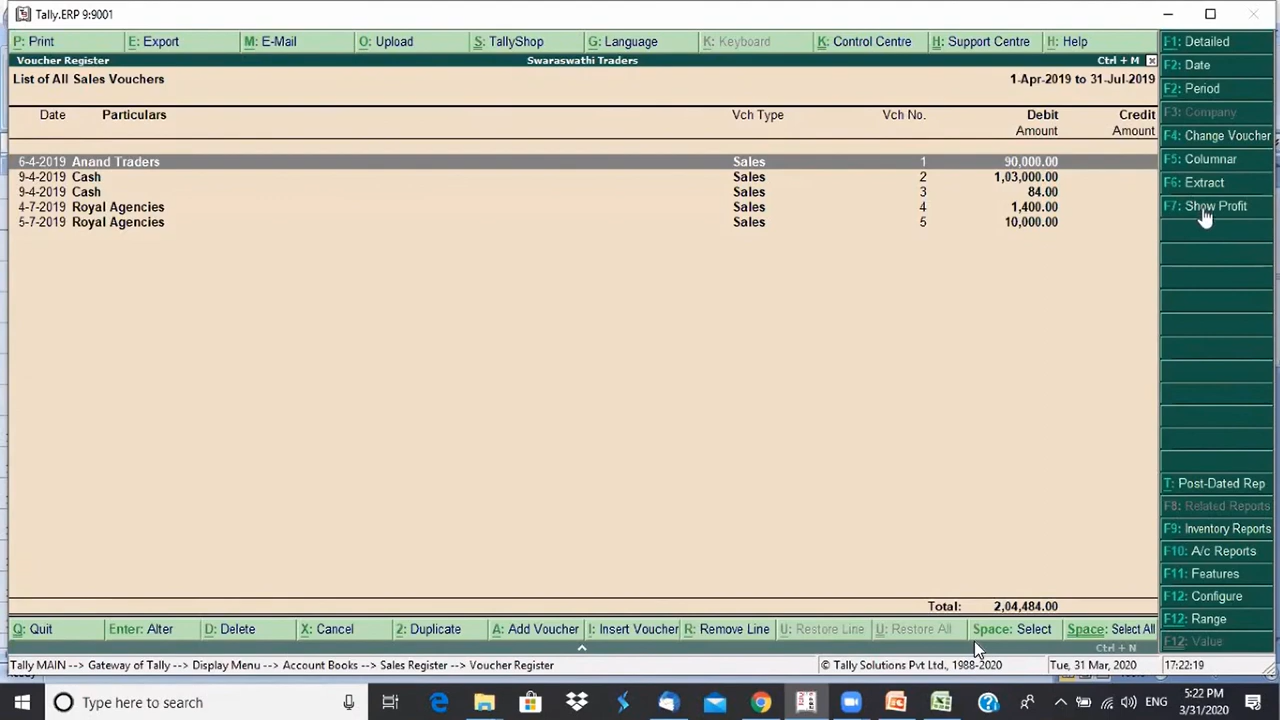 Tally.ERP 9:9001
P: Print E: Export M: E-Mail O: Upload S: TallyShop G: Language K: Keyboard K: Control Centre H: Support Centre H: Help
Voucher Register Swaraswathi Traders Ctrl + M
List of All Sales Vouchers 1-Apr-2019 to 31-Jul-2019
Date Particulars Vch Type Vch No. Debit Credit
Amount Amount
6-4-2019 Anand Traders Sales 1 90,000.00
9-4-2019 Cash Sales 2 1,03,000.00
9-4-2019 Cash Sales 3 84.00
4-7-2019 Royal Agencies Sales 4 1,400.00
5-7-2019 Royal Agencies Sales 5 10,000.00
Total: 2,04,484.00
Q: Quit Enter: Alter D: Delete X: Cancel 2: Duplicate A: Add Voucher I: Insert Voucher R: Remove Line U: Restore Line U: Restore All Space: Select Space: Select All
Ctrl + N
Tally MAIN --> Gateway of Tally --> Display Menu --> Account Books --> Sales Register --> Voucher Register © Tally Solutions Pvt Ltd., 1988-2020 Tue, 31 Mar, 2020 17:22:19
F1: Detailed
F2: Date
F2: Period
F3: Company
F4: Change Voucher
F5: Columnar
F6: Extract
F7: Show Profit
T: Post-Dated Rep
F8: Related Reports
F9: Inventory Reports
F10: A/c Reports
F11: Features
F12: Configure
F12: Range
F12: Value
Type here to search
ENG 5:22 PM
3/31/2020